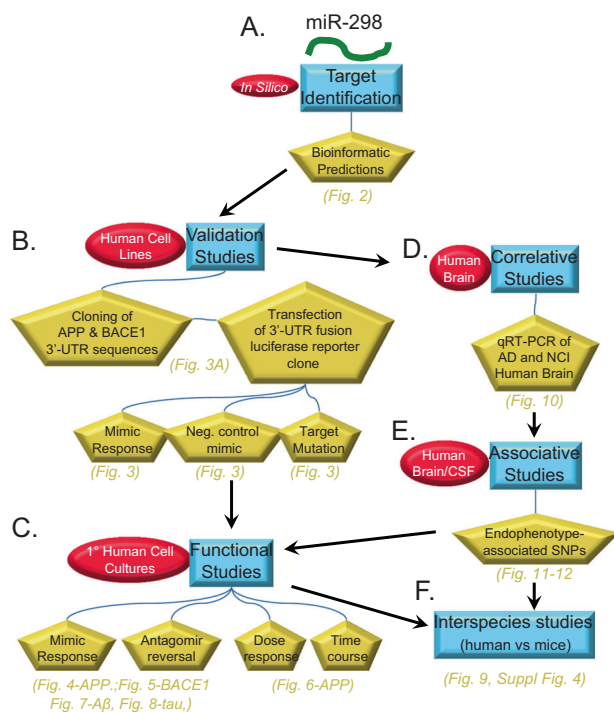 A.
miR-298
In Silico
Target
Identification
Bioinformatic
Predictions
(Fig. 2)
B.
Human Cell
Lines
Validation
Studies
Cloning of
APP & BACE1
3'-UTR sequences
(Fig. 3A)
Transfection
of 3'-UTR fusion
luciferase reporter
clone
Mimic
Response
(Fig. 3)
Neg. control
mimic
(Fig. 3)
Target
Mutation
(Fig. 3)
C.
1° Human Cell
Cultures
Functional
Studies
Mimic
Response
Antagomir
reversal
Dose
response
Time
course
(Fig. 4-APP.;Fig. 5-BACE1
Fig. 7-Aβ, Fig. 8-tau,)
(Fig. 6-APP)
D.
Human
Brain
Correlative
Studies
qRT-PCR of
AD and NCI
Human Brain
(Fig. 10)
E.
Human
Brain/CSF
Associative
Studies
Endophenotype-
associated SNPs
(Fig. 11-12
F.
Interspecies studies
(human vs mice)
(Fig. 9, Suppl Fig. 4)